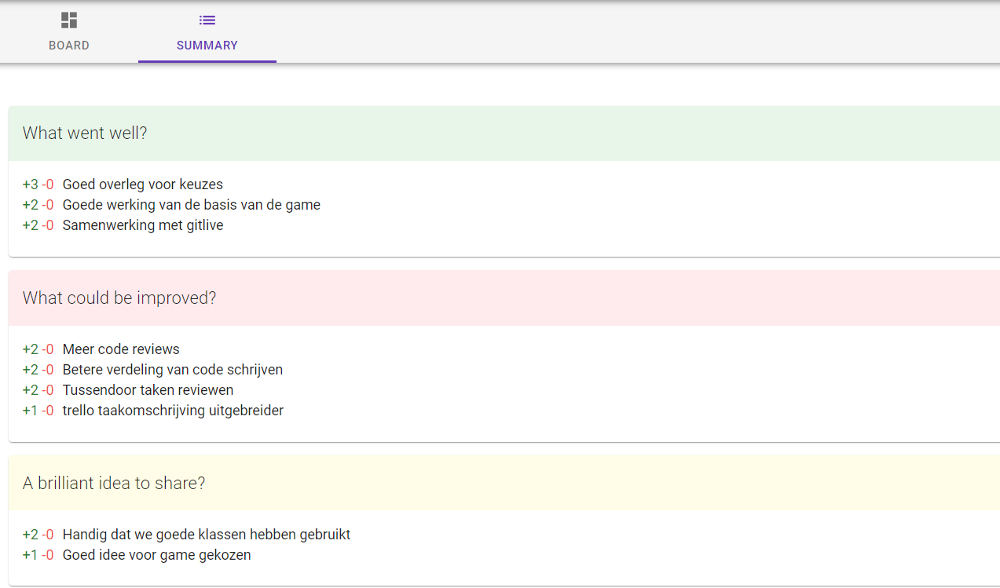 BOARD
SUMMARY
What went well?
+3 -0 Goed overleg voor keuzes
+2 -0 Goede werking van de basis van de game
+2 -0 Samenwerking met gitlive
What could be improved?
+2 -0 Meer code reviews
+2 -0 Betere verdeling van code schrijven
+2 -0 Tussendoor taken reviewen
+1 -0 trello taakomschrijving uitgebreider
A brilliant idea to share?
+2 -0 Handig dat we goede klassen hebben gebruikt
+1 -0 Goed idee voor game gekozen